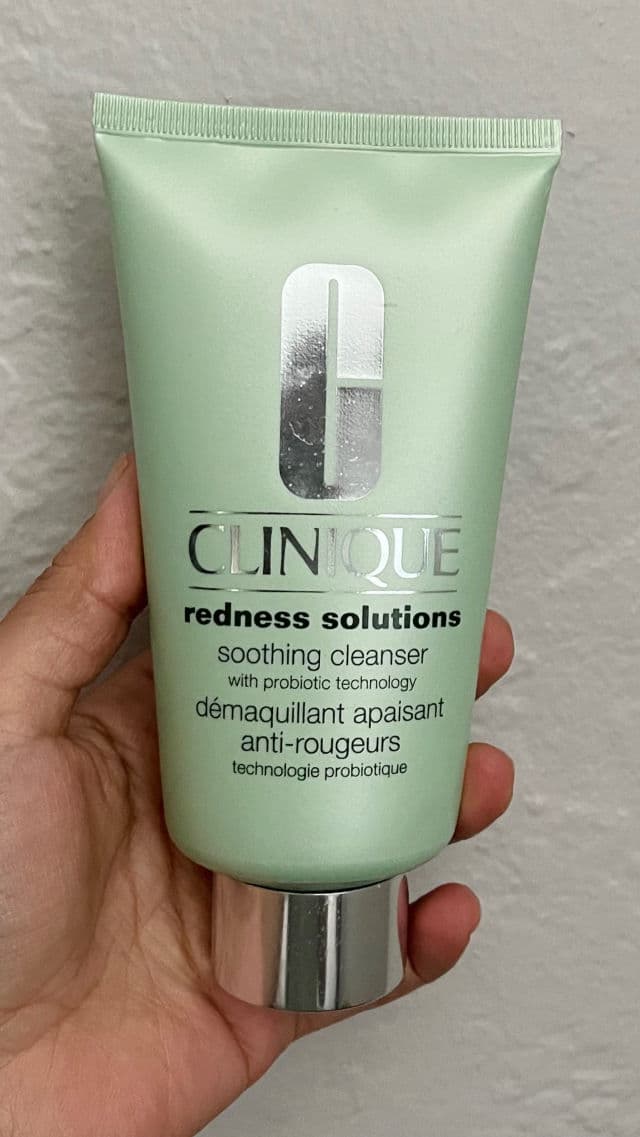 C
CLINIQUE
redness solutions
soothing cleanser
with probiotic technology
démaquillant apaisant
anti-rougeurs
technologie probiotique